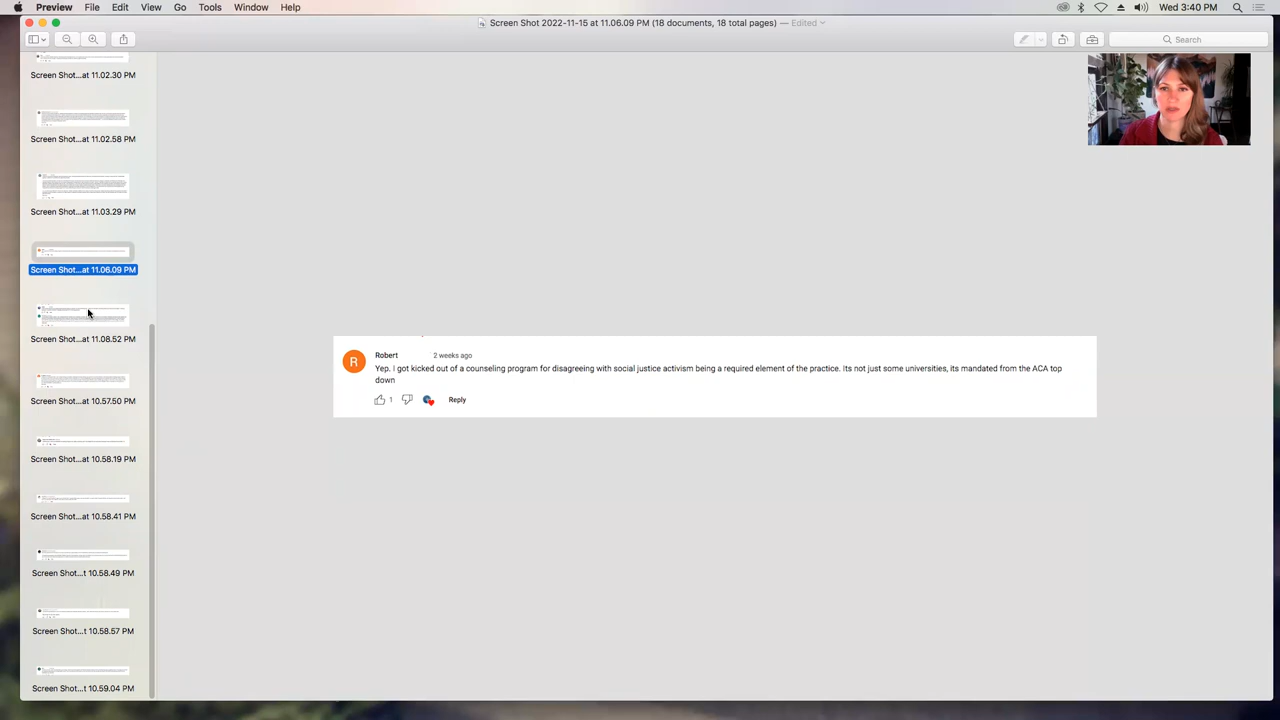 Preview File Edit View Go Tools Window Help
Wed 3:40 PM
Screen Shot 2022-11-15 at 11.06.09 PM (18 documents, 18 total pages) — Edited
Search
Screen Shot...at 11.02.30 PM
Screen Shot...at 11.02.58 PM
Screen Shot...at 11.03.29 PM
Screen Shot...at 11.06.09 PM
Screen Shot...at 11.08.52 PM
Screen Shot...at 10.57.50 PM
Screen Shot...at 10.58.19 PM
Screen Shot...at 10.58.41 PM
Screen Shot...t 10.58.49 PM
Screen Shot...t 10.58.57 PM
Screen Shot...t 10.59.04 PM
R
Robert 2 weeks ago
Yep. I got kicked out of a counseling program for disagreeing with social justice activism being a required element of the practice. Its not just some universities, its mandated from the ACA top
down
1 Reply